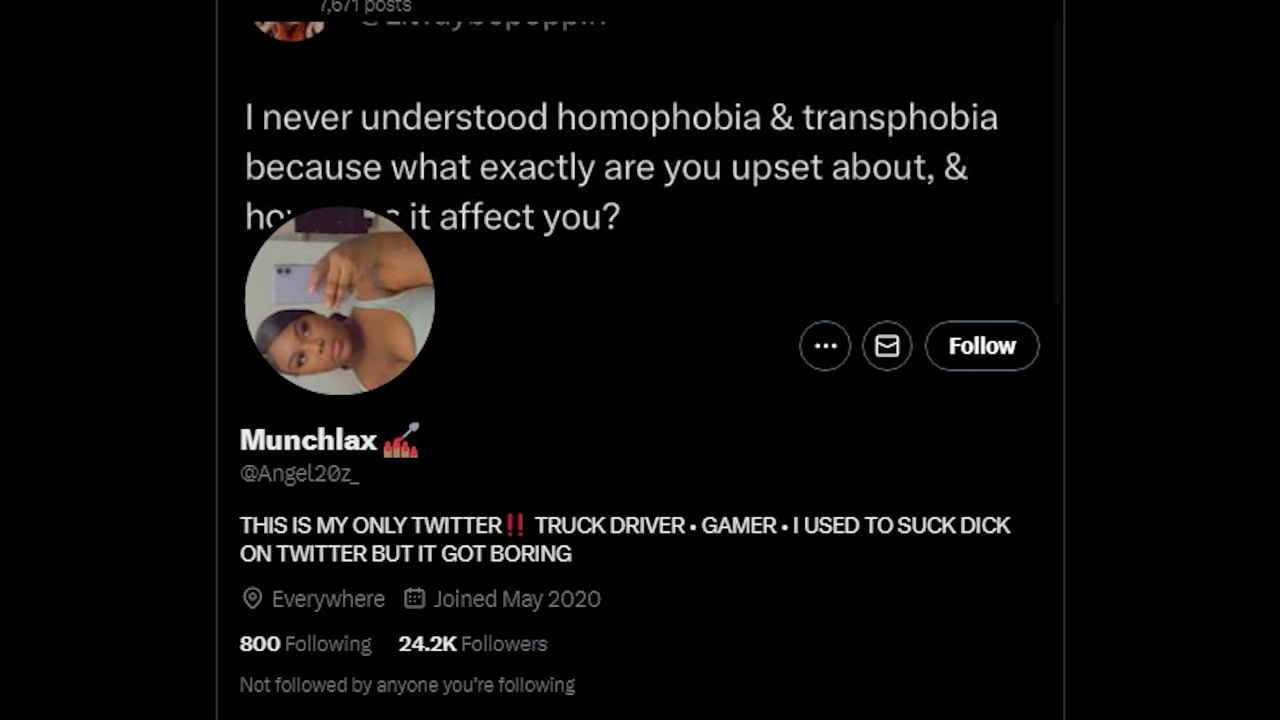 7,671 posts
I never understood homophobia & transphobia
because what exactly are you upset about, &
it affect you?
Follow
Munchlax
@Angel20z_
THIS IS MY ONLY TWITTER‼️ TRUCK DRIVER • GAMER • I USED TO SUCK DICK
ON TWITTER BUT IT GOT BORING
Everywhere Joined May 2020
800 Following 24.2K Followers
Not followed by anyone you're following